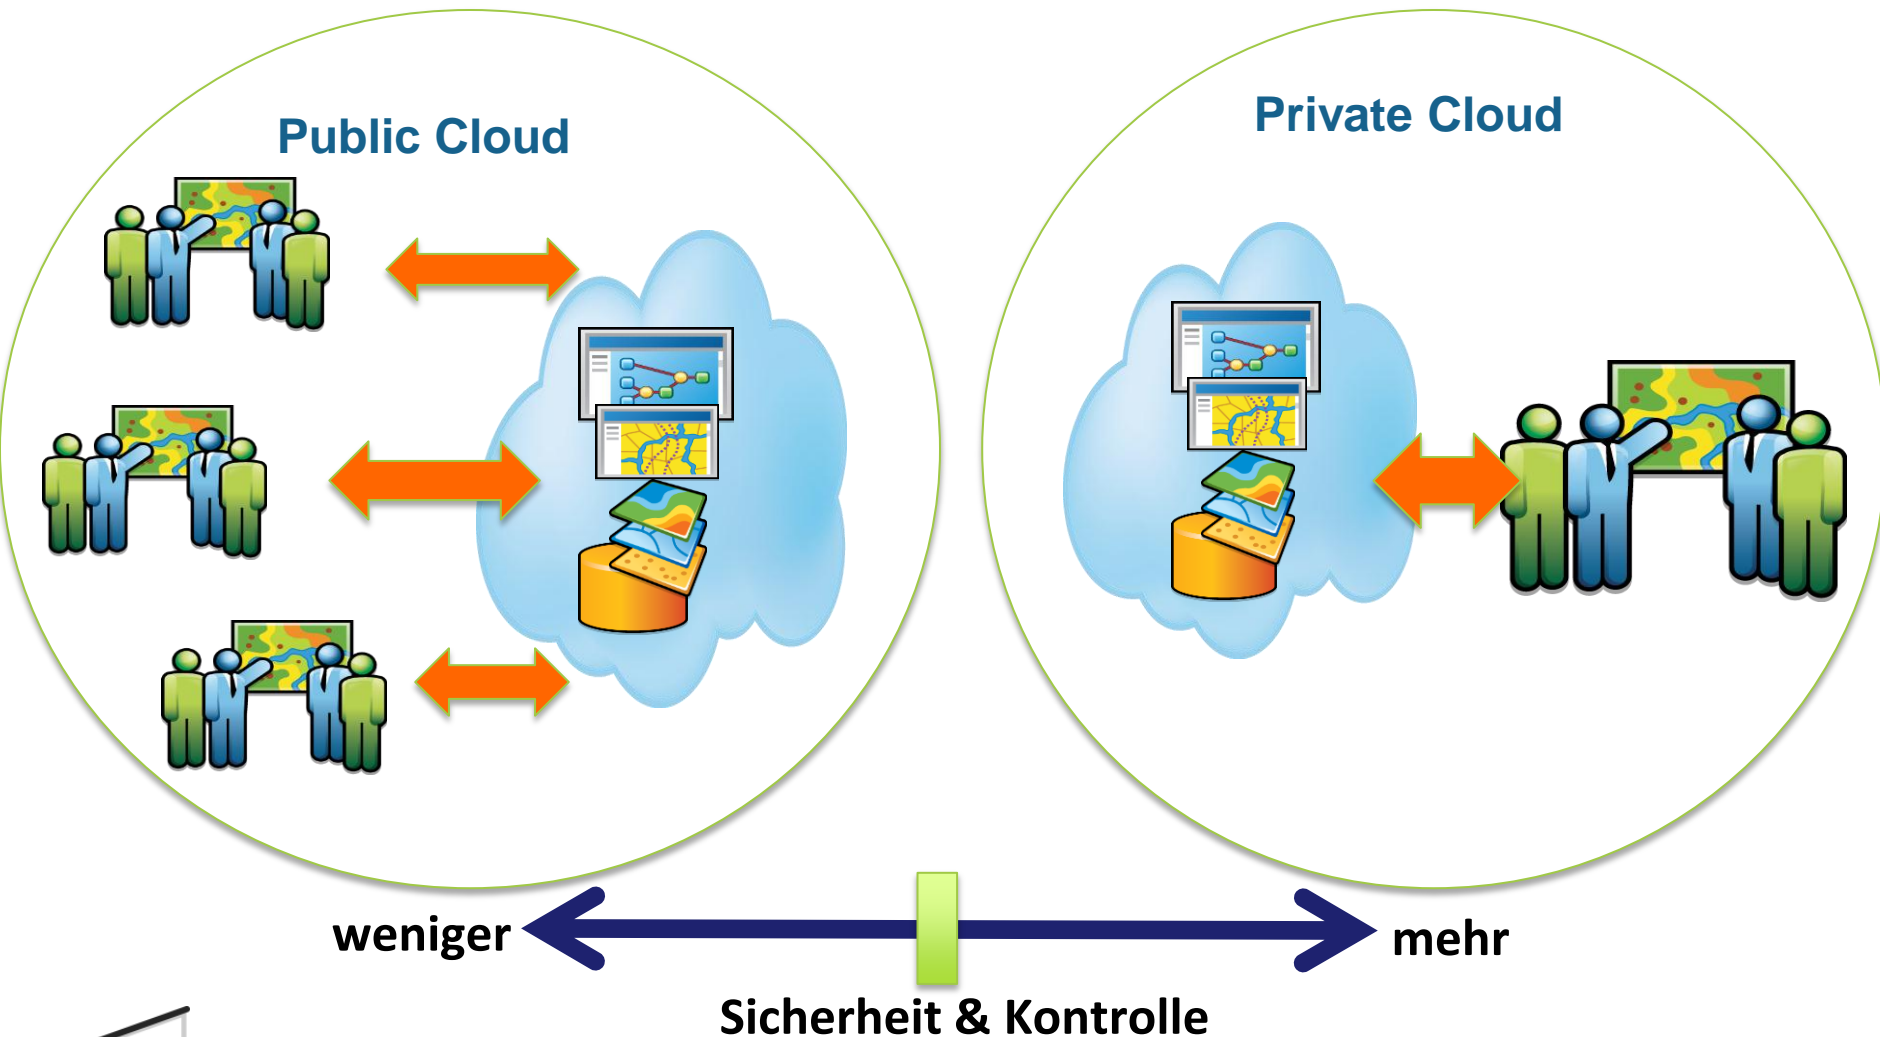 Public Cloud
Private Cloud
weniger
mehr
Sicherheit & Kontrolle